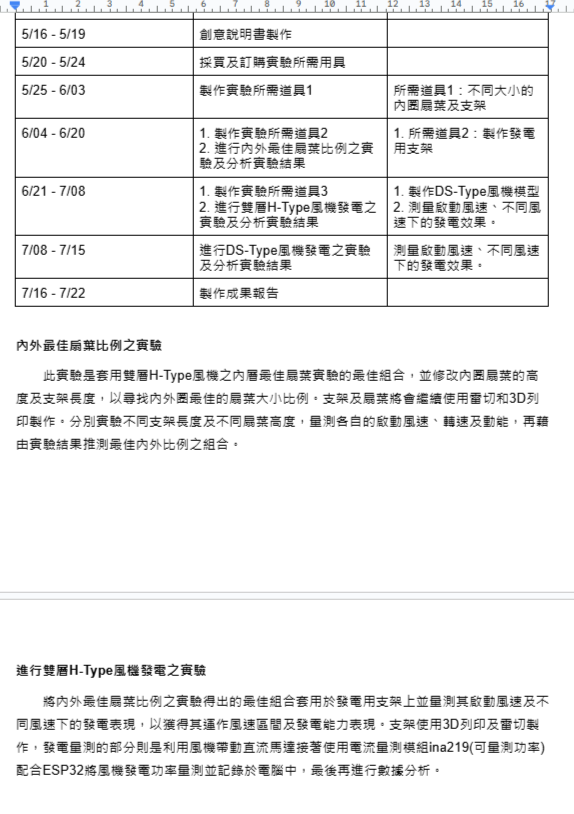 1 2 3 4 5 6 7 8 9 10 11 12 13 14 15 16 17
5/16 - 5/19 創意說明書製作
5/20 - 5/24 採買及訂購實驗所需用具
5/25 - 6/03 製作實驗所需道具1 所需道具1：不同大小的
內圈扇葉及支架
6/04 - 6/20 1. 製作實驗所需道具2 1. 所需道具2：製作發電
2. 進行內外最佳扇葉比例之實 用支架
驗及分析實驗結果
6/21 - 7/08 1. 製作實驗所需道具3 1. 製作DS-Type風機模型
2. 進行雙層H-Type風機發電之 2. 測量啟動風速、不同風
實驗及分析實驗結果 速下的發電效果。
7/08 - 7/15 進行DS-Type風機發電之實驗 測量啟動風速、不同風速
及分析實驗結果 下的發電效果。
7/16 - 7/22 製作成果報告
內外最佳扇葉比例之實驗
此實驗是套用雙層H-Type風機之內層最佳扇葉實驗的最佳組合，並修改內圈扇葉的高
度及支架長度，以尋找內外圈最佳的扇葉大小比例。支架及扇葉將會繼續使用雷切和3D列
印製作。分別實驗不同支架長度及不同扇葉高度，量測各自的啟動風速、轉速及動能，再藉
由實驗結果推測最佳內外比例之組合。
進行雙層H-Type風機發電之實驗
將內外最佳扇葉比例之實驗得出的最佳組合套用於發電用支架上並量測其啟動風速及不
同風速下的發電表現，以獲得其運作風速區間及發電能力表現。支架使用3D列印及雷切製
作，發電量測的部分則是利用風機帶動直流馬達接著使用電流量測模組ina219(可量測功率)
配合ESP32將風機發電功率量測並記錄於電腦中，最後再進行數據分析。